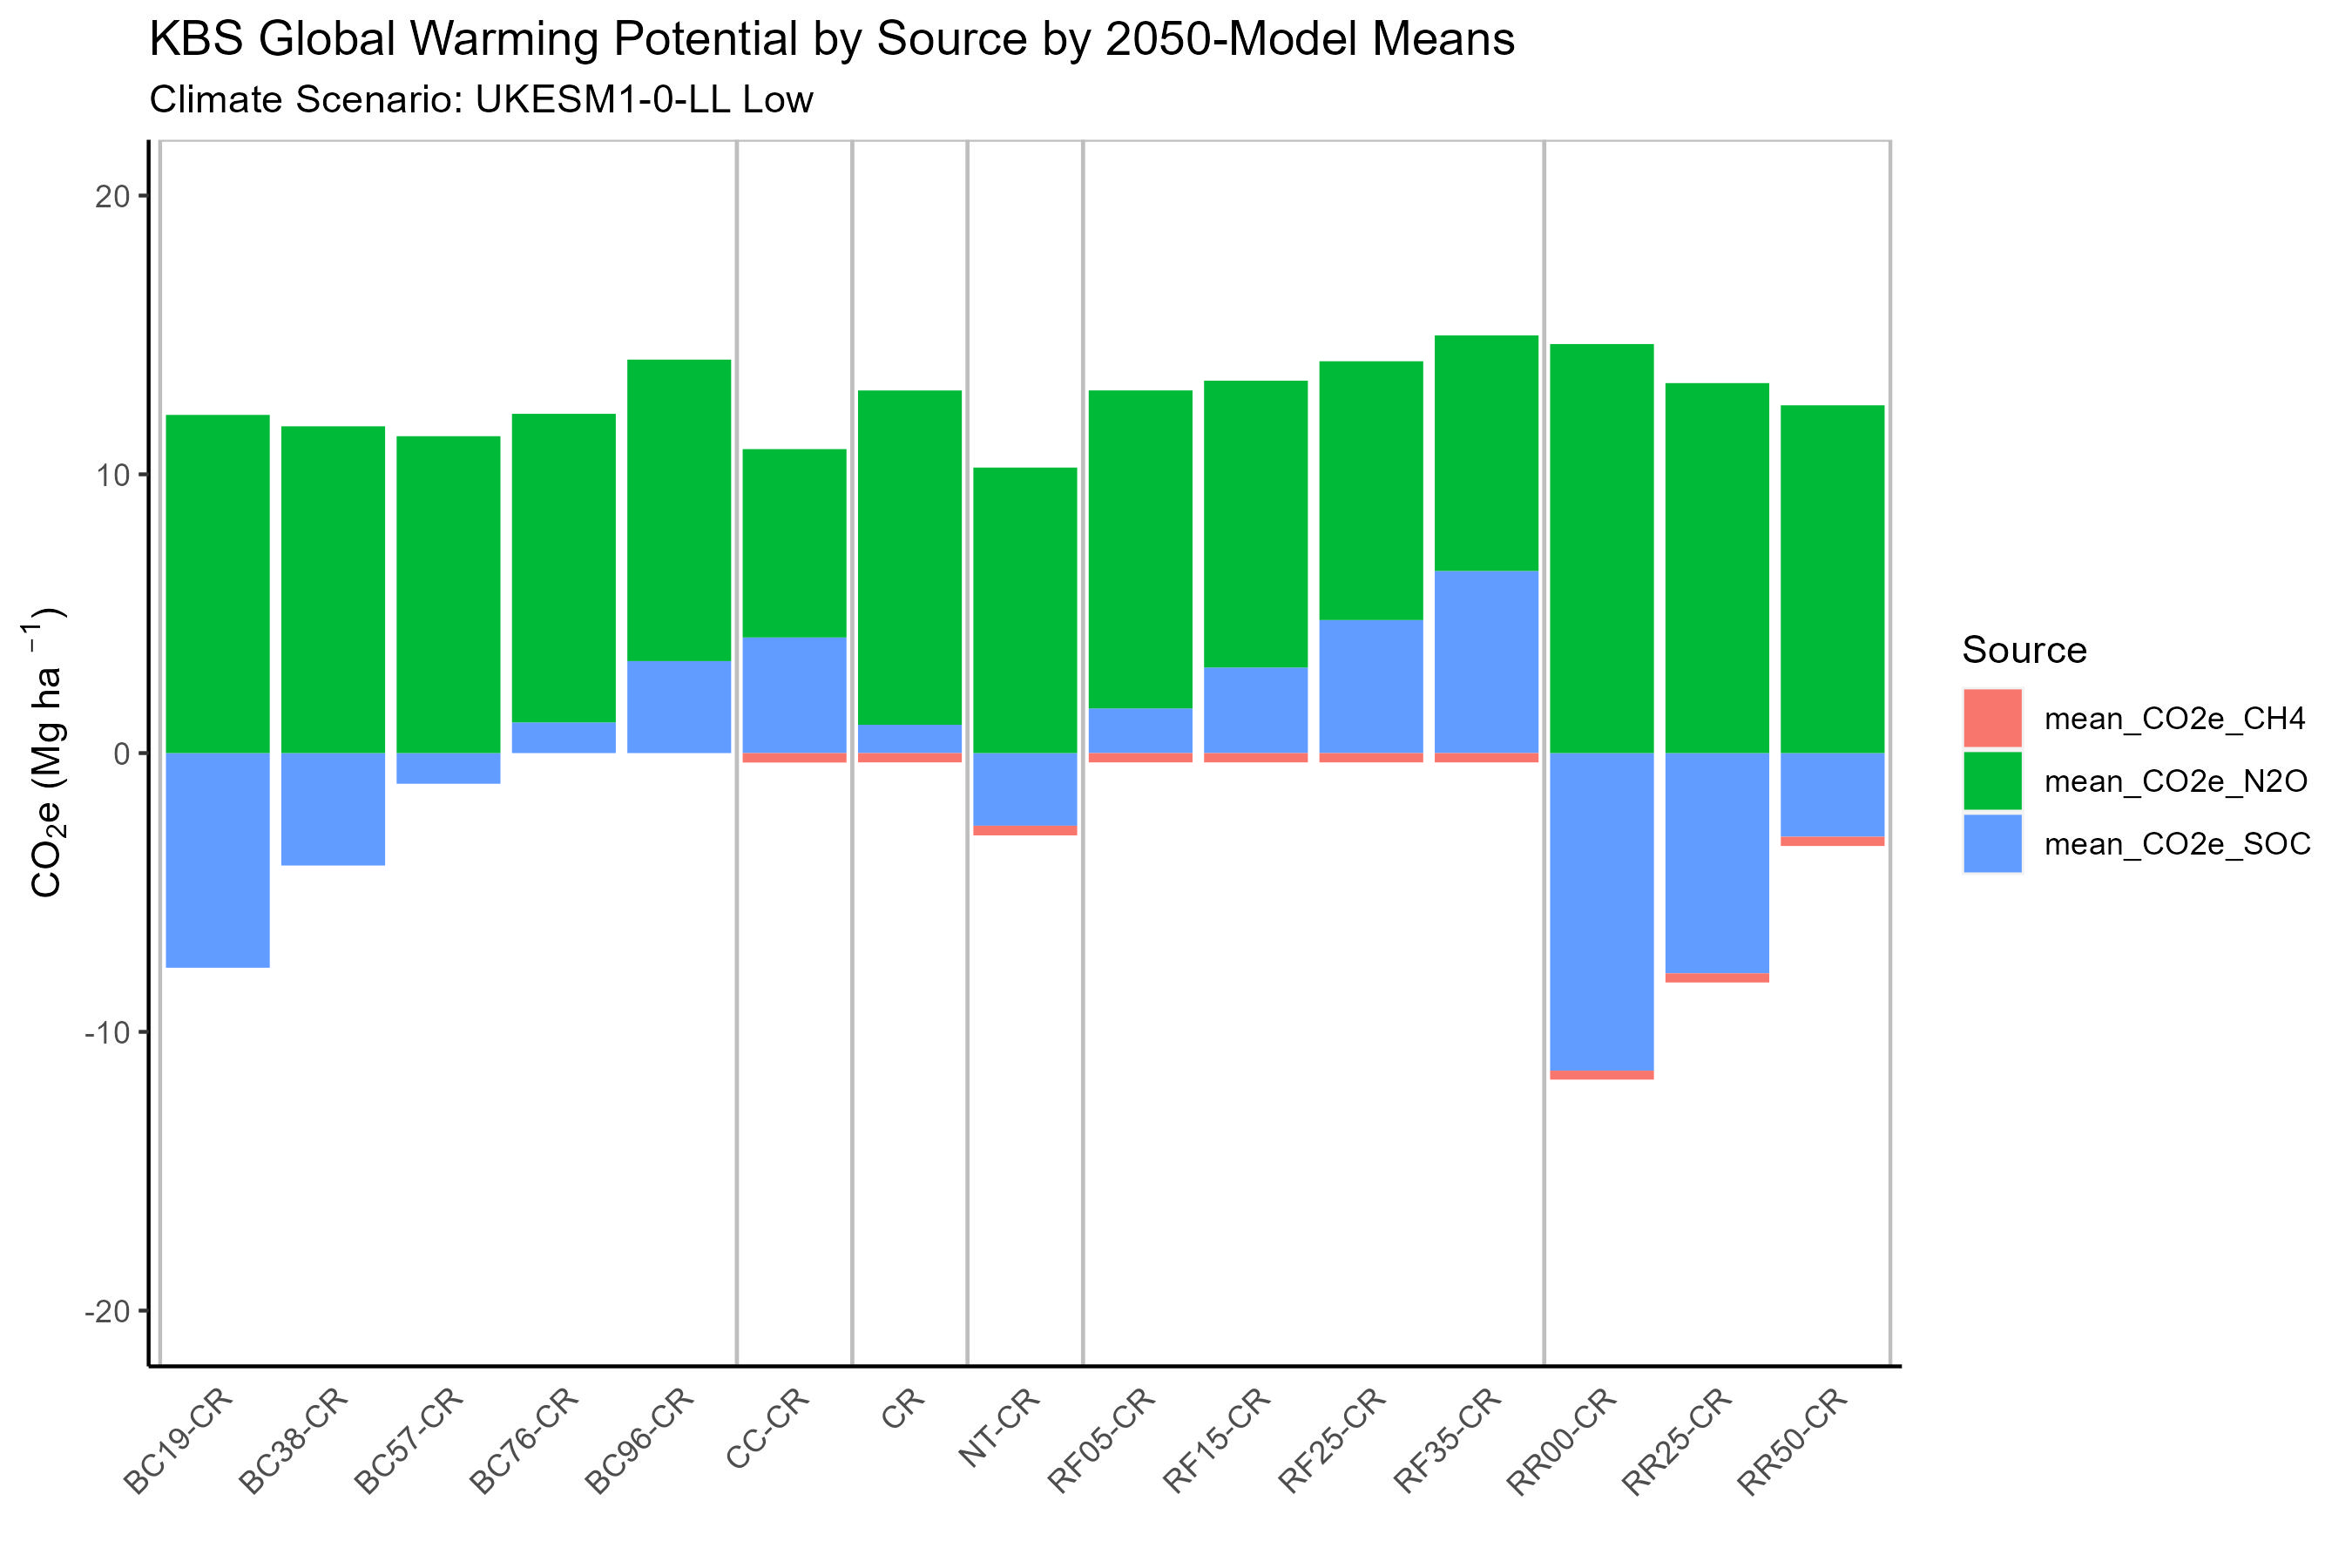 KBS Global Warming Potential by Source by 2050-Model Means
Climate Scenario: UKESM1-0-LL Low
CO2e (Mg ha −1)
20
10
0
-10
-20
BC19-CR
BC38-CR
BC57-CR
BC76-CR
BC96-CR
CC-CR
CR
NT-CR
RF05-CR
RF15-CR
RF25-CR
RF35-CR
RR00-CR
RR25-CR
RR50-CR
Source
mean_CO2e_CH4
mean_CO2e_N2O
mean_CO2e_SOC